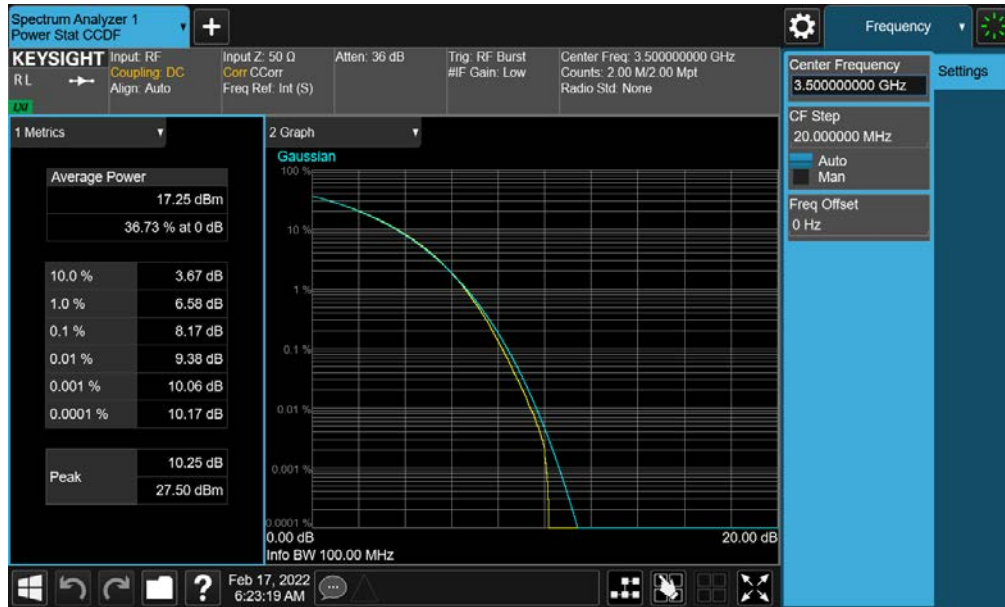 Spectrum Analyzer 1
Power Stat CCDF
+
Frequency
KEYSIGHT
RL
LXI
Input: RF
Coupling: DC
Align: Auto
Input Z: 50 Ω
Corr CCorr
Freq Ref: Int (S)
Atten: 36 dB
Trig: RF Burst
#IF Gain: Low
Center Freq: 3.500000000 GHz
Counts: 2.00 M/2.00 Mpt
Radio Std: None
Center Frequency
3.500000000 GHz
Settings
CF Step
20.000000 MHz
Auto
Man
Freq Offset
0 Hz
1 Metrics
Average Power
17.25 dBm
36.73 % at 0 dB
10.0 % 3.67 dB
1.0 % 6.58 dB
0.1 % 8.17 dB
0.01 % 9.38 dB
0.001 % 10.06 dB
0.0001 % 10.17 dB
Peak 10.25 dB
27.50 dBm
2 Graph
Gaussian
100 %
10 %
1 %
0.1 %
0.01 %
0.001 %
0.0001 %
0.00 dB 20.00 dB
Info BW 100.00 MHz
?
Feb 17, 2022
6:23:19 AM